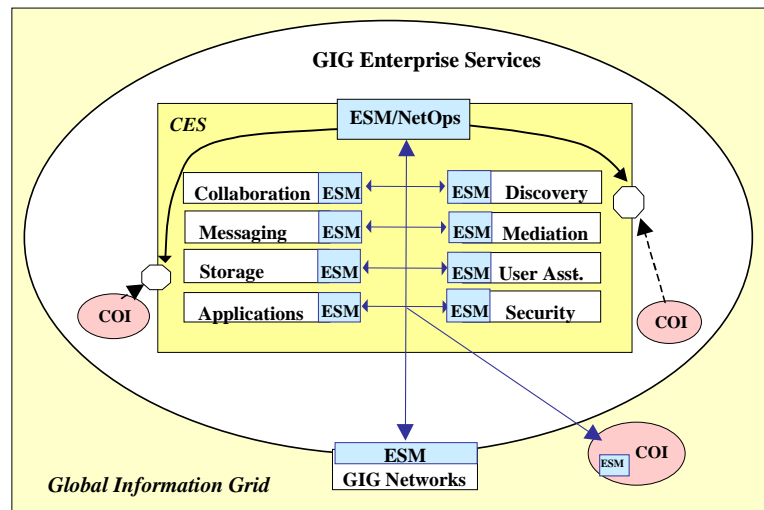 GIG Enterprise Services
CES
ESM/NetOps
Collaboration ESM
ESM Discovery
Messaging ESM
ESM Mediation
Storage ESM
ESM User Asst.
Applications ESM
ESM Security
COI
COI
ESM
GIG Networks
COI
ESM
Global Information Grid